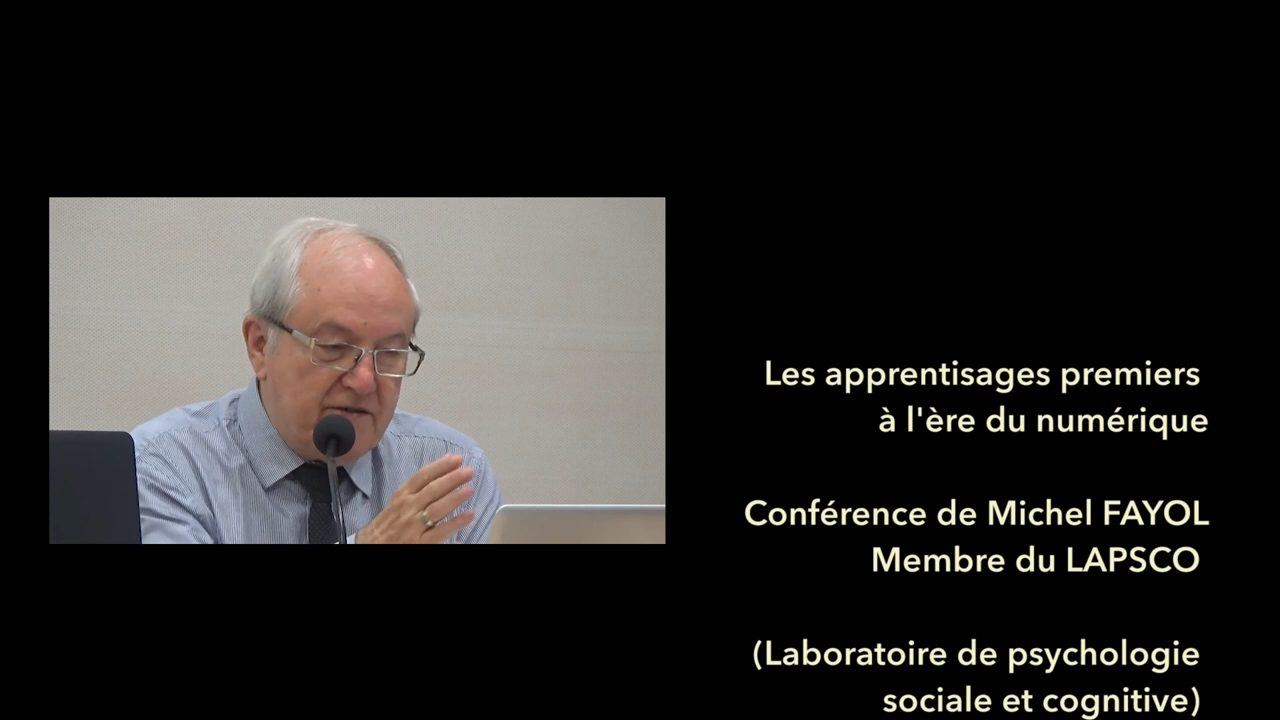 Les apprentisages premiers
à l'ère du numérique
Conférence de Michel FAYOL
Membre du LAPSCO
(Laboratoire de psychologie
sociale et cognitive)